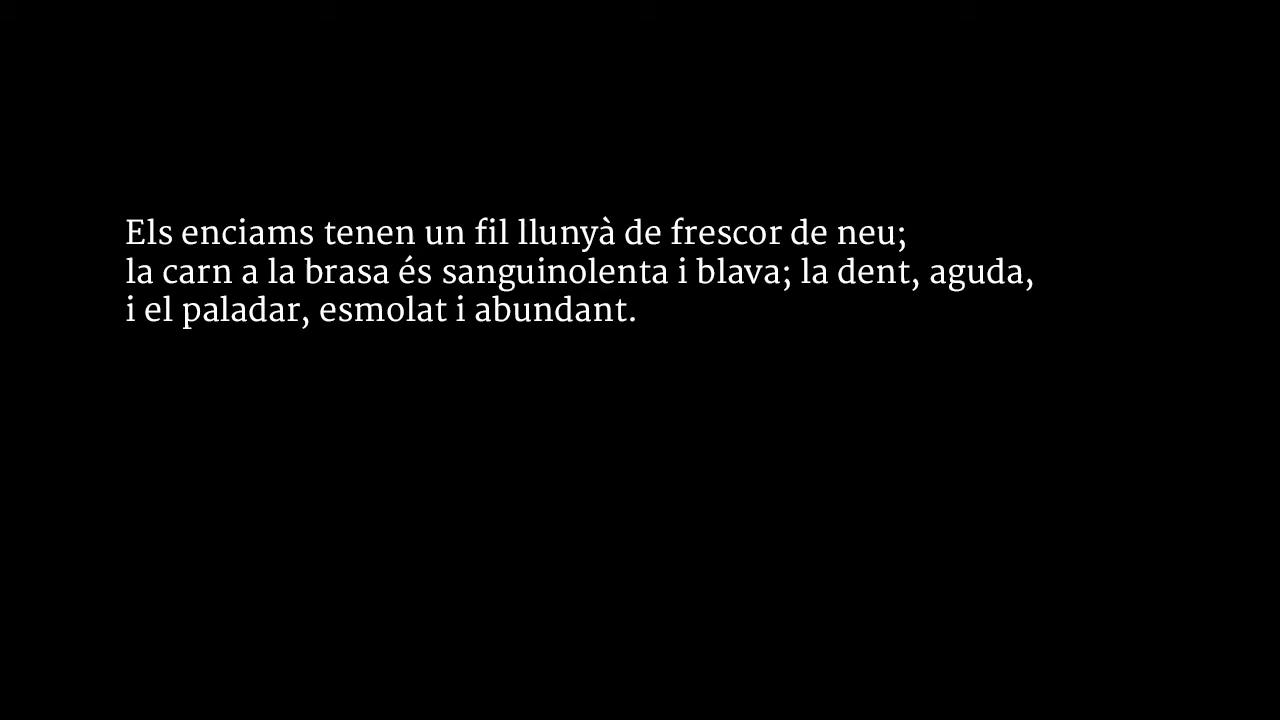 Els enciams tenen un fil llunyà de frescor de neu;
la carn a la brasa és sanguinolenta i blava; la dent, aguda,
i el paladar, esmolat i abundant.